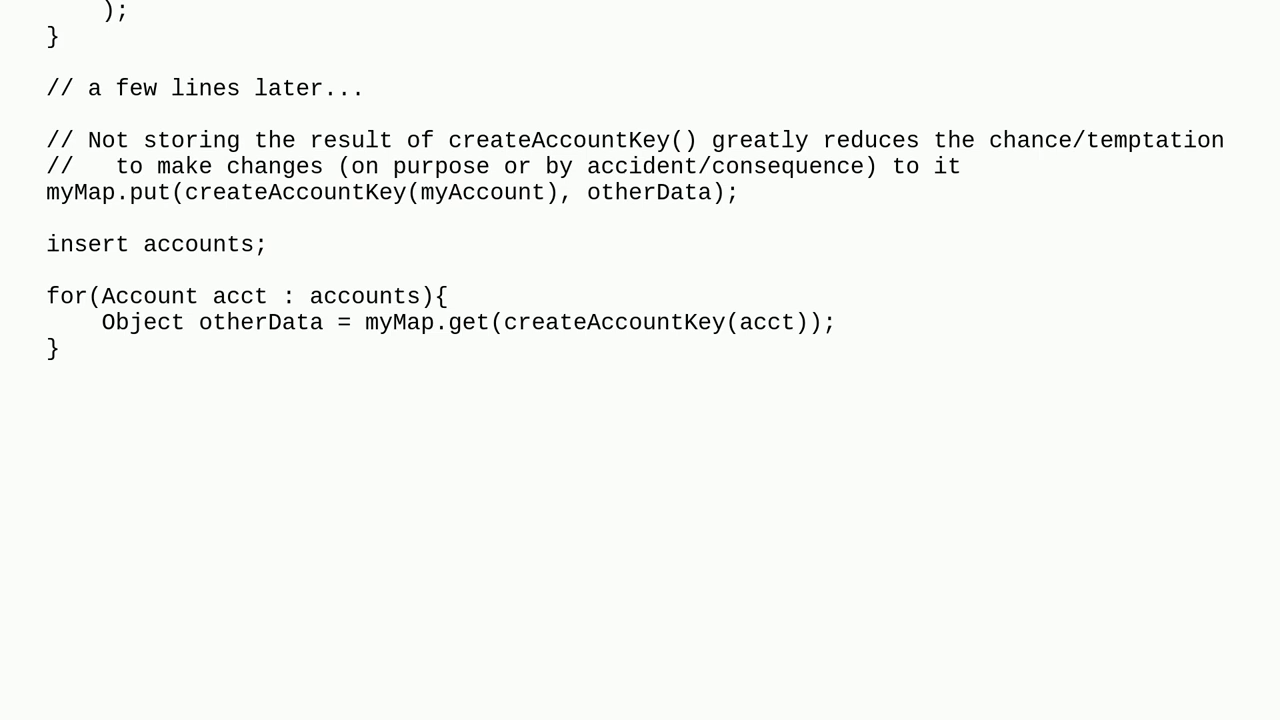 );
}

// a few lines later...

// Not storing the result of createAccountKey() greatly reduces the chance/temptation
//   to make changes (on purpose or by accident/consequence) to it
myMap.put(createAccountKey(myAccount), otherData);

insert accounts;

for(Account acct : accounts){
    Object otherData = myMap.get(createAccountKey(acct));
}